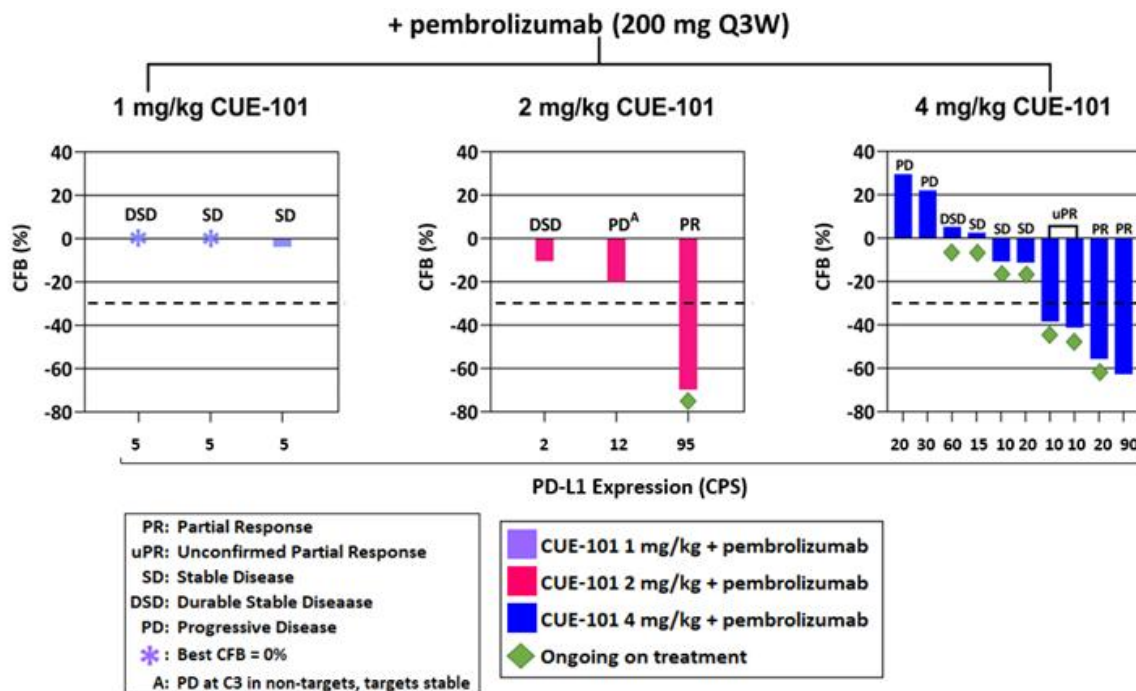 + pembrolizumab (200 mg Q3W)
1 mg/kg CUE-101
2 mg/kg CUE-101
4 mg/kg CUE-101
CFB (%)
40
20
0
-20
-40
-60
-80
DSD SD SD
5 5 5
CFB (%)
40
20
0
-20
-40
-60
-80
DSD PDA PR
2 12 95
CFB (%)
40
20
0
-20
-40
-60
-80
PD PD DSD SD SD SD uPR PR PR
20 30 60 15 10 20 10 10 20 90
PD-L1 Expression (CPS)
PR: Partial Response
uPR: Unconfirmed Partial Response
SD: Stable Disease
DSD: Durable Stable Diseaase
PD: Progressive Disease
*: Best CFB = 0%
A: PD at C3 in non-targets, targets stable
CUE-101 1 mg/kg + pembrolizumab
CUE-101 2 mg/kg + pembrolizumab
CUE-101 4 mg/kg + pembrolizumab
Ongoing on treatment